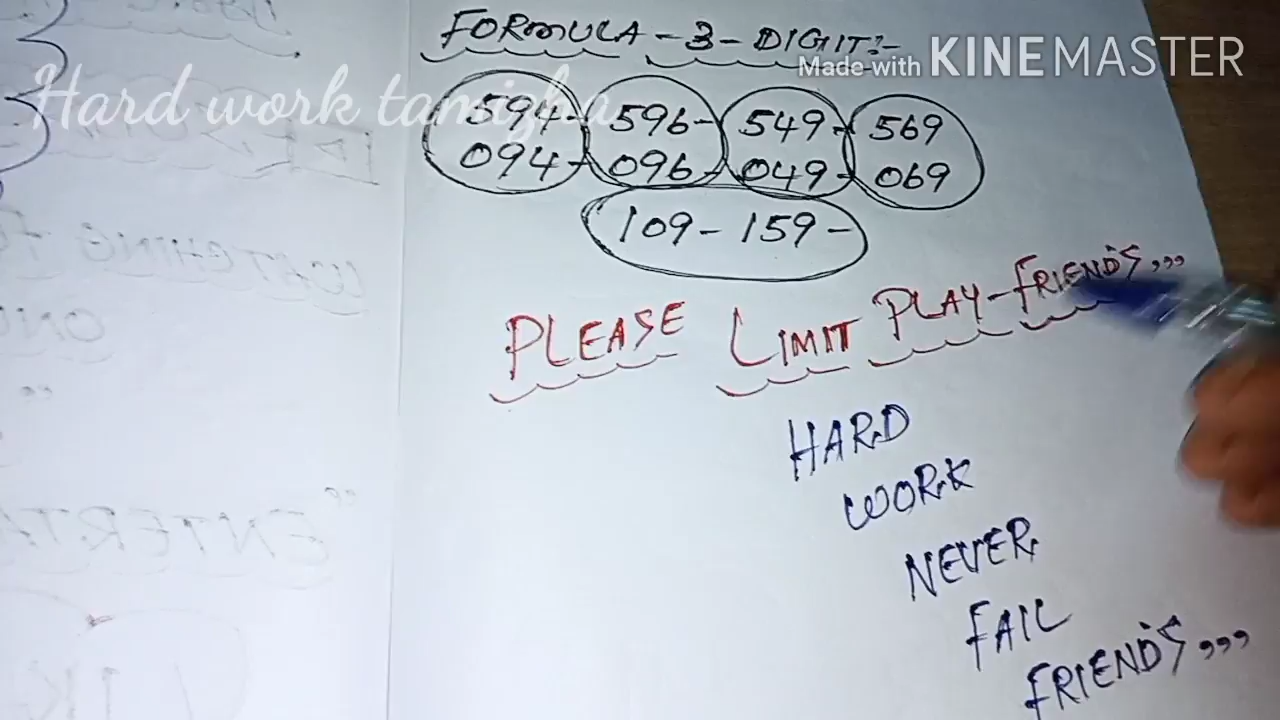 FORMULA - 3 - DIGIT:-
Made with KINEMASTER
Hard work tamizha
594 - 596 - 549 - 569
094 - 096 - 049 - 069
109 - 159 -
PLEASE LIMIT PLAY - FRIENDS,,,
HARD
WORK
NEVER
FAIL
FRIENDS,,,